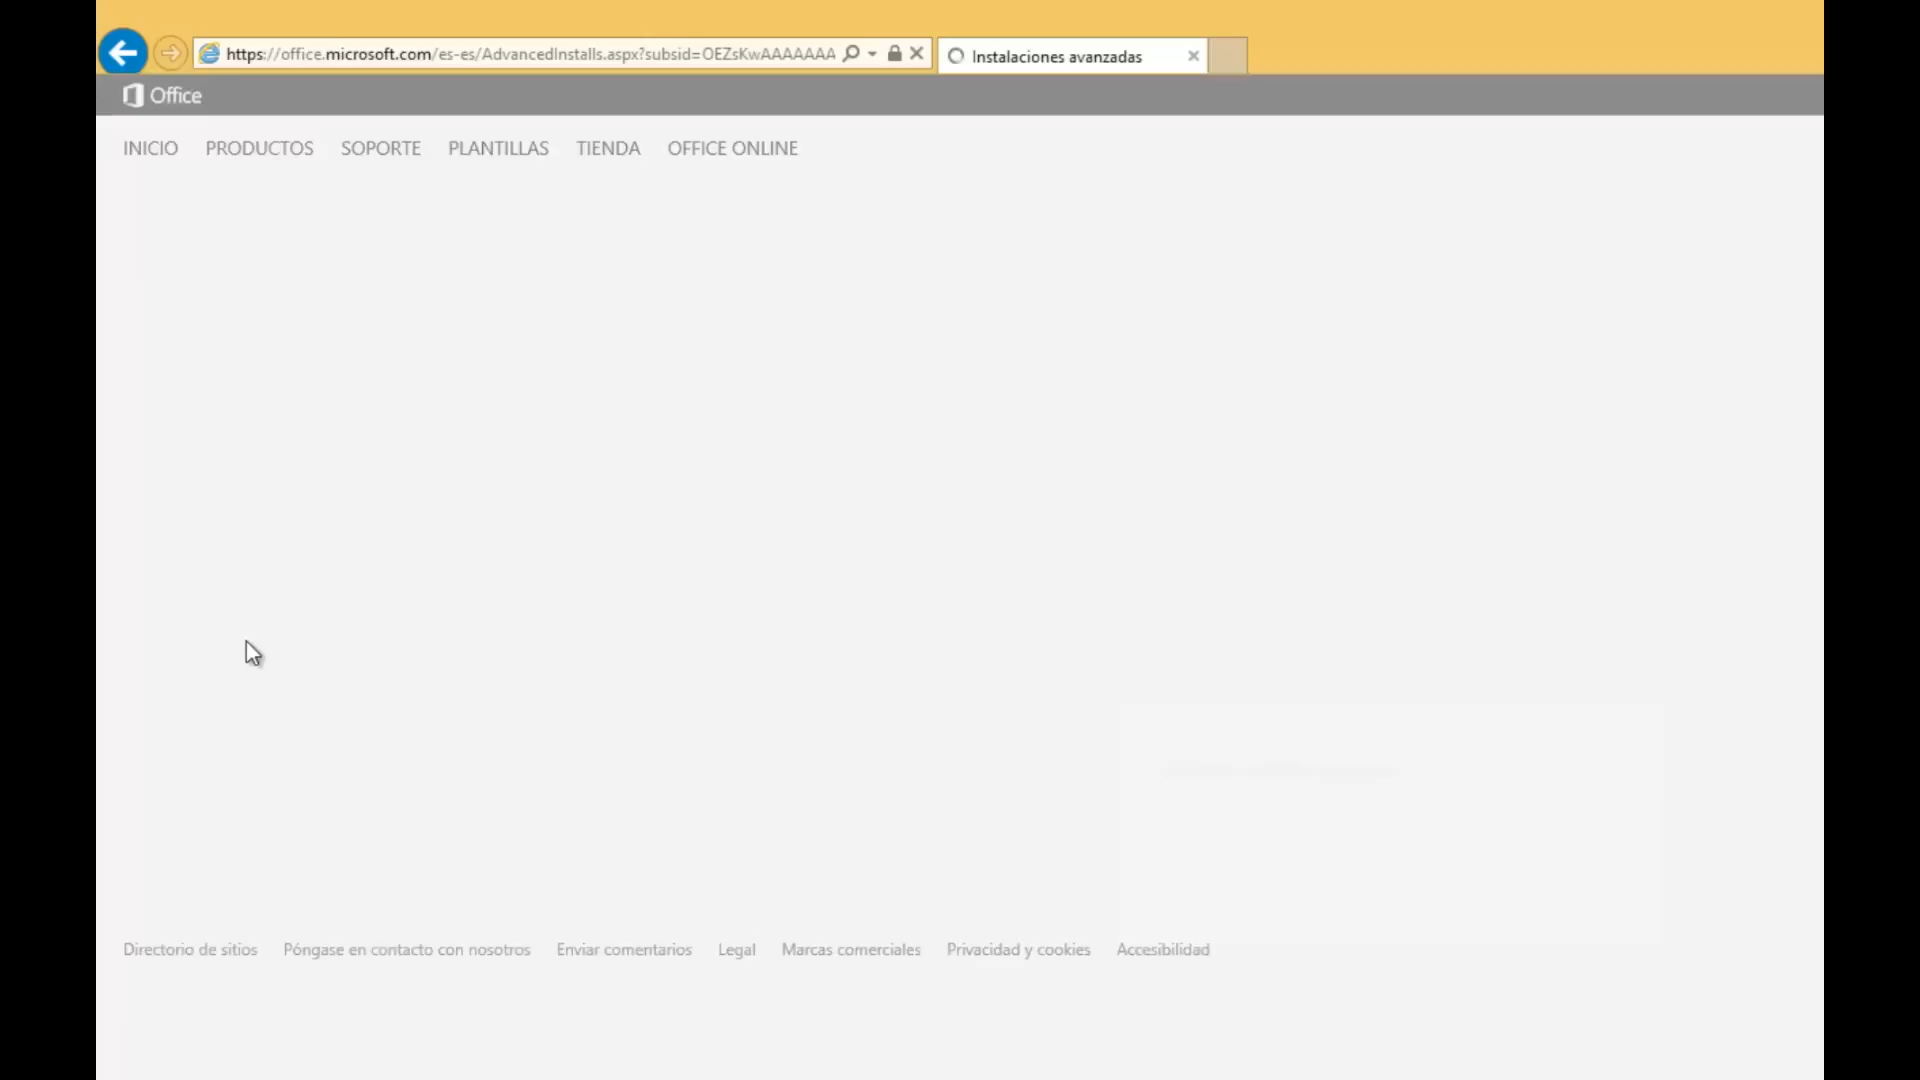 https://office.microsoft.com/es-es/AdvancedInstalls.aspx?subsid=OEZsKwAAAAAAA
Instalaciones avanzadas
Office
INICIO PRODUCTOS SOPORTE PLANTILLAS TIENDA OFFICE ONLINE
Directorio de sitios Póngase en contacto con nosotros Enviar comentarios Legal Marcas comerciales Privacidad y cookies Accesibilidad